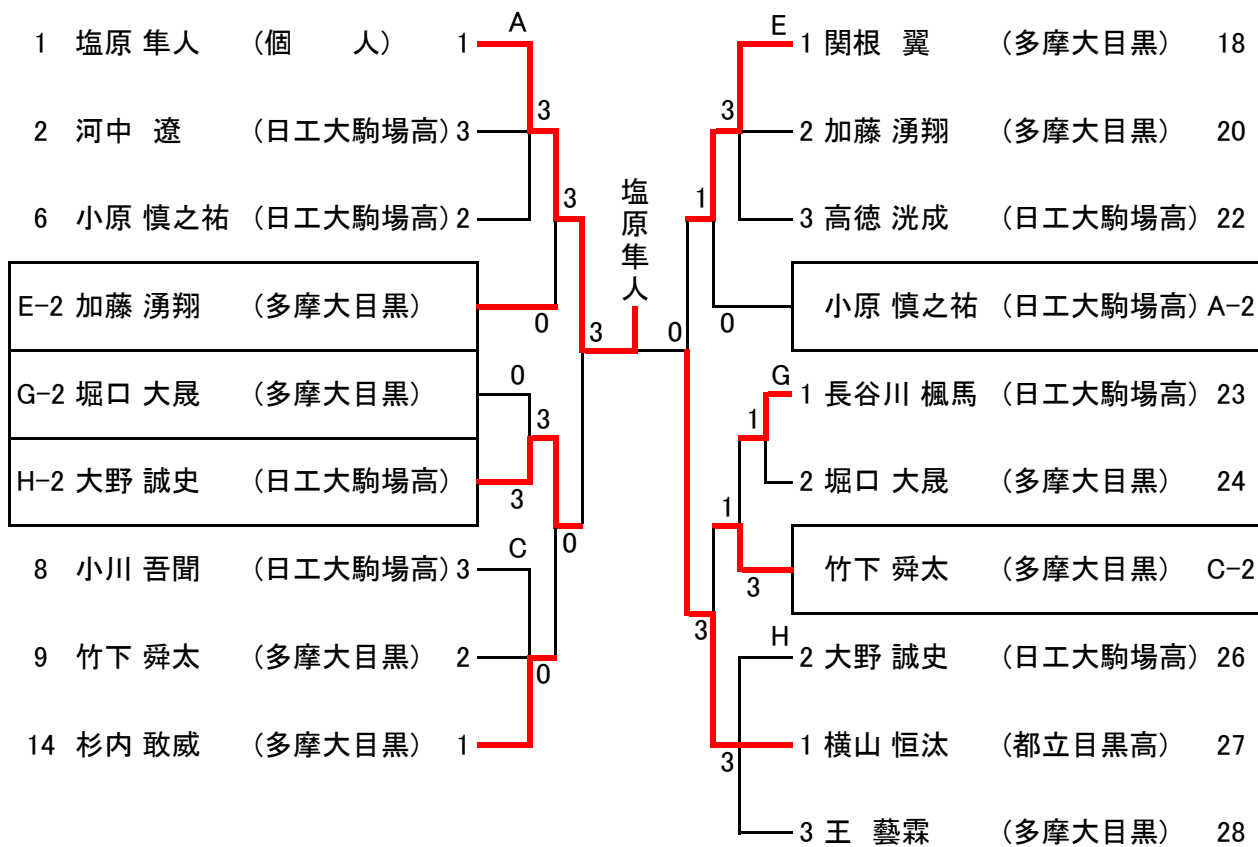 A
1 塩原 隼人 (個 人) 1
3
2 河中 遼 (日工大駒場高) 3
3
6 小原 慎之祐 (日工大駒場高) 2
E-2 加藤 湧翔 (多摩大目黒)
0
3
G-2 堀口 大晟 (多摩大目黒)
0
3
H-2 大野 誠史 (日工大駒場高)
3
0
C
8 小川 吾聞 (日工大駒場高) 3
9 竹下 舜太 (多摩大目黒) 2
0
14 杉内 敢威 (多摩大目黒) 1
塩原隼人
E
1 関根 翼 (多摩大目黒) 18
3
2 加藤 湧翔 (多摩大目黒) 20
1
3 高徳 洸成 (日工大駒場高) 22
小原 慎之祐 (日工大駒場高) A-2
0
0
G
1 長谷川 楓馬 (日工大駒場高) 23
1
2 堀口 大晟 (多摩大目黒) 24
1
竹下 舜太 (多摩大目黒) C-2
3
3
H
2 大野 誠史 (日工大駒場高) 26
1 横山 恒汰 (都立目黒高) 27
3
3 王 藝霖 (多摩大目黒) 28